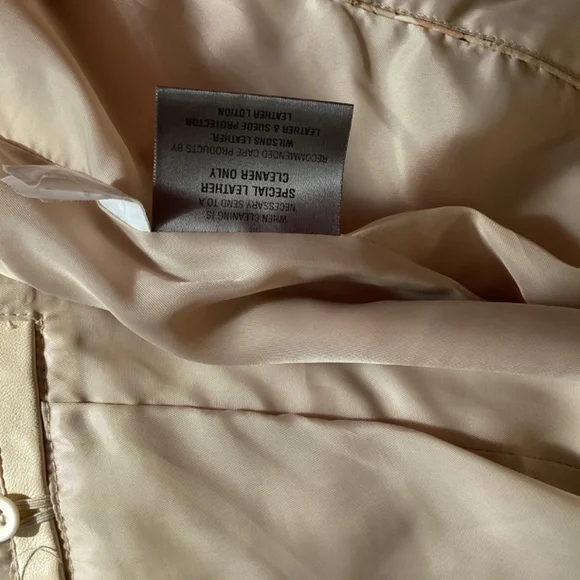 WHEN CLEANING IS
NECESSARY SEND TO A
SPECIAL LEATHER
CLEANER ONLY
RECOMMENDED CARE PRODUCTS BY
WILSONS LEATHER.
LEATHER & SUEDE PROTECTOR
LEATHER LOTION